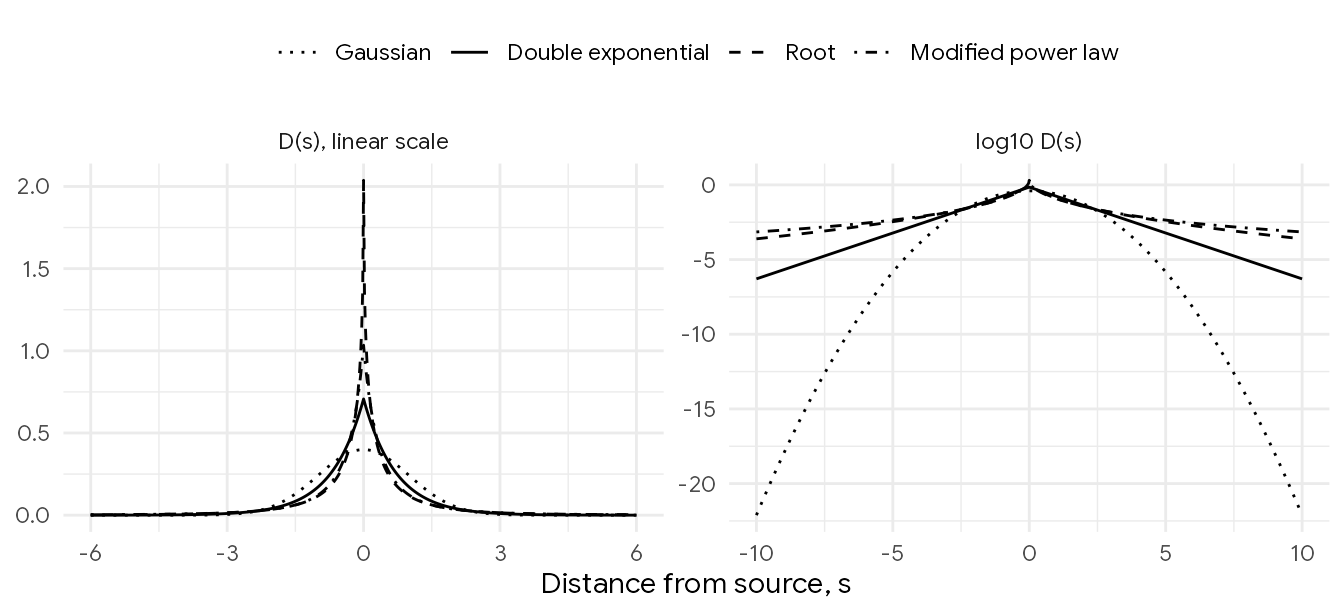 Gaussian Double exponential Root Modified power law
D(s), linear scale
log10 D(s)
2.0
1.5
1.0
0.5
0.0
-6 -3 0 3 6
0
-5
-10
-15
-20
-10 -5 0 5 10
Distance from source, s